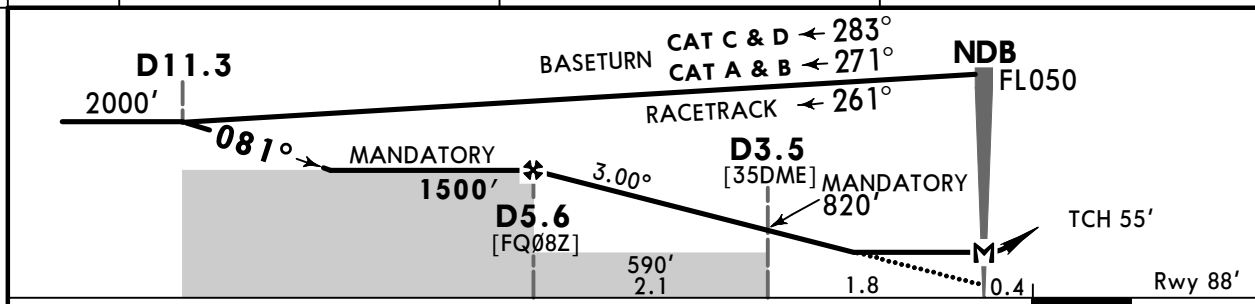 CAT C & D 283°
BASETURN
CAT A & B 271°
RACETRACK 261°
NDB
FL050
D11.3
2000'
081°
MANDATORY
1500'
3.00°
D3.5
[35DME]
MANDATORY
820'
D5.6
[FQØ8Z]
TCH 55'
M
590'
2.1
1.8
0.4
Rwy 88'